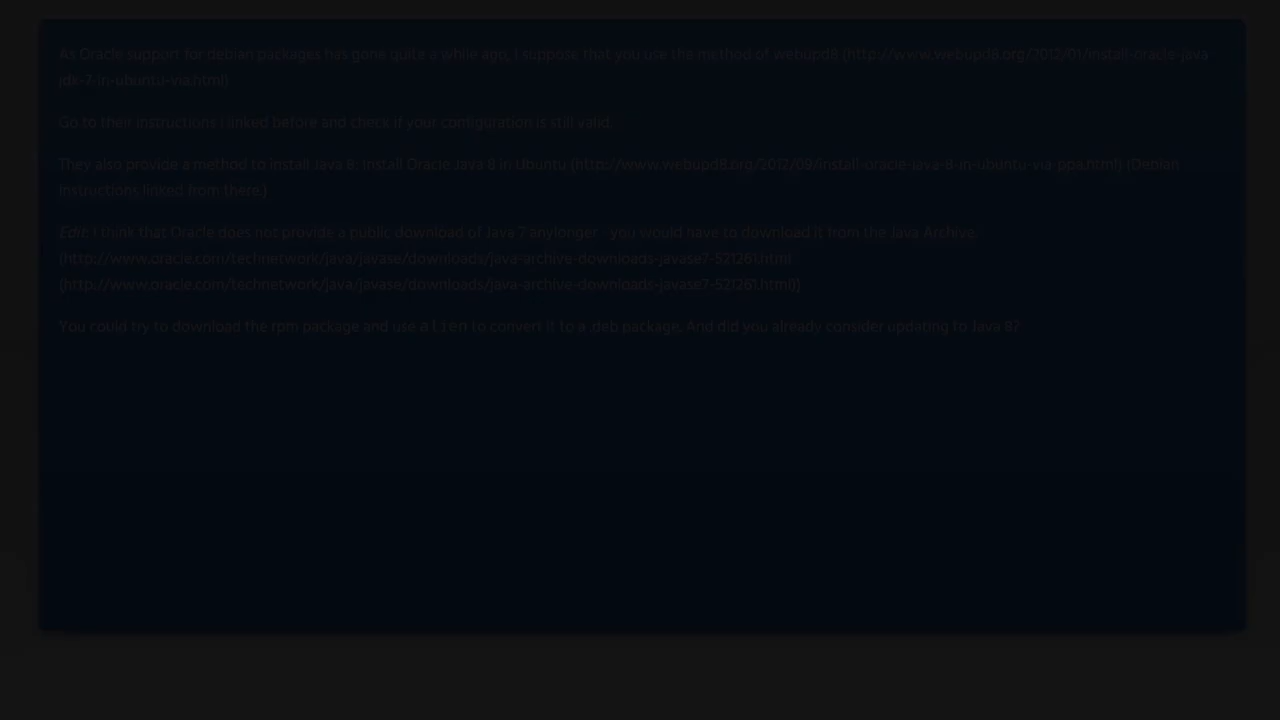 As Oracle support for debian packages has gone quite a while ago, I suppose that you use the method of webupd8 (http://www.webupd8.org/2012/01/install-oracle-java
jdk-7-in-ubuntu-via.html)
Go to their instructions I linked before and check if your configuration is still valid.
They also provide a method to install Java 8: Install Oracle Java 8 in Ubuntu (http://www.webupd8.org/2012/09/install-oracle-java-8-in-ubuntu-via-ppa.html) (Debian
instructions linked from there.)
Edit: I think that Oracle does not provide a public download of Java 7 anylonger - you would have to download it from the Java Archive:
(http://www.oracle.com/technetwork/java/javase/downloads/java-archive-downloads-javase7-521261.html
(http://www.oracle.com/technetwork/java/javase/downloads/java-archive-downloads-javase7-521261.html))
You could try to download the rpm package and use alien to convert it to a .deb package. And did you already consider updating to Java 8?